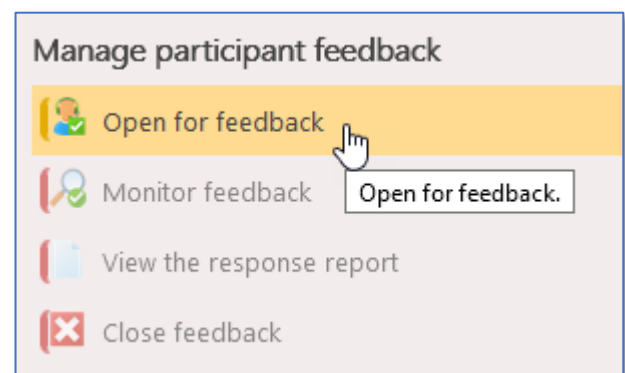 Manage participant feedback
Open for feedback
Monitor feedback
Open for feedback.
View the response report
Close feedback